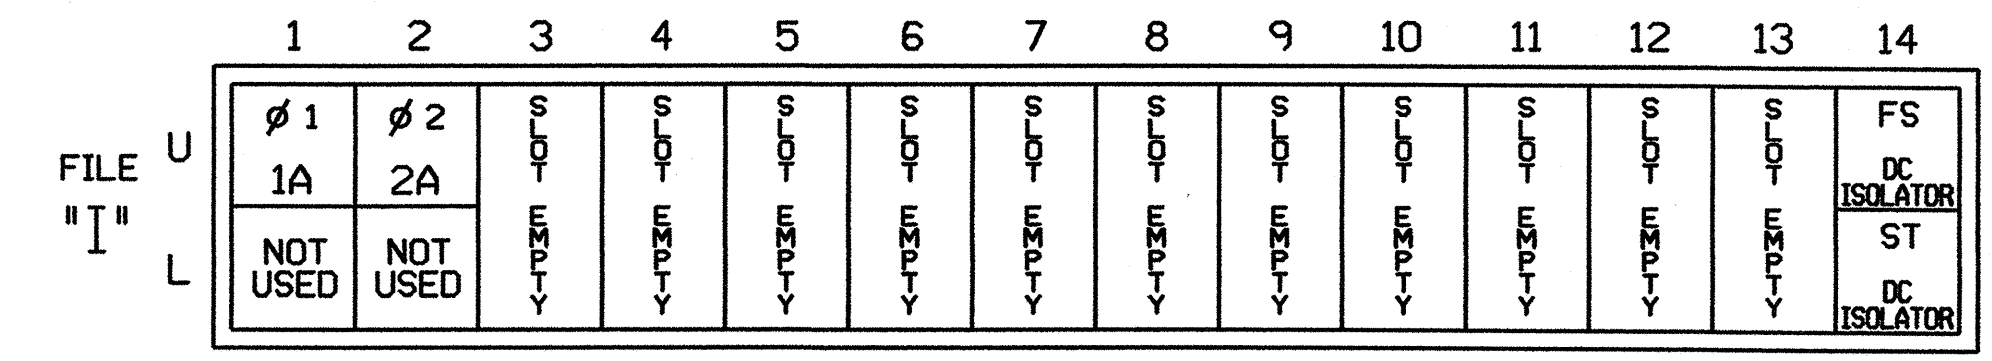 1 2 3 4 5 6 7 8 9 10 11 12 13 14
FILE
"I"
U
L
Ø 1
1A
NOT
USED
Ø 2
2A
NOT
USED
SLOT EMPTY
SLOT EMPTY
SLOT EMPTY
SLOT EMPTY
SLOT EMPTY
SLOT EMPTY
SLOT EMPTY
SLOT EMPTY
SLOT EMPTY
SLOT EMPTY
SLOT EMPTY
FS
DC
ISOLATOR
ST
DC
ISOLATOR